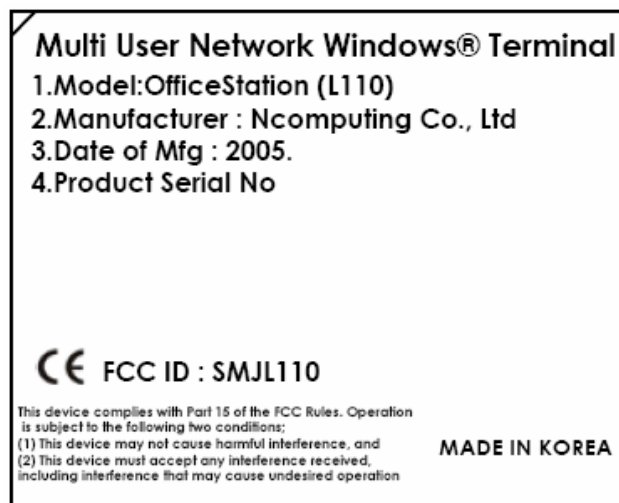 Multi User Network Windows® Terminal
1.Model:OfficeStation (L110)
2.Manufacturer : Ncomputing Co., Ltd
3.Date of Mfg : 2005.
4.Product Serial No
CE FCC ID : SMJL110
This device complies with Part 15 of the FCC Rules. Operation
is subject to the following two conditions;
(1) This device may not cause harmful interference, and
(2) This device must accept any interference received,
including interference that may cause undesired operation
MADE IN KOREA